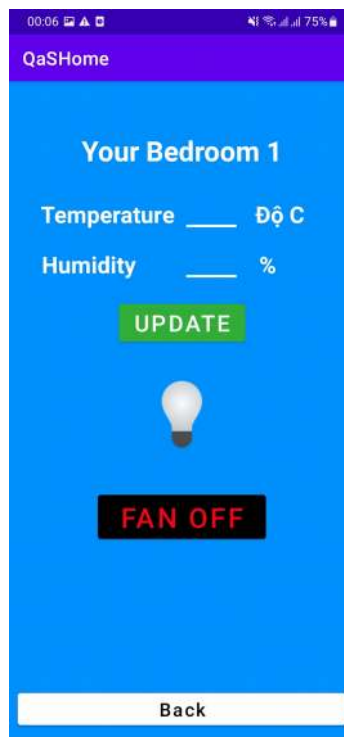 00:06 75%
QaSHome
Your Bedroom 1
Temperature ____ Độ C
Humidity ____ %
UPDATE
FAN OFF
Back